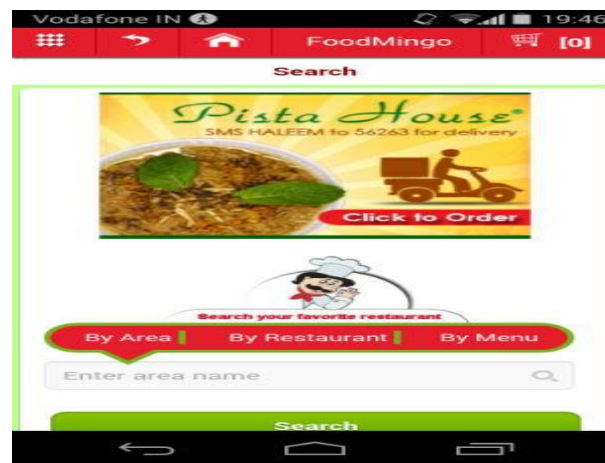 Vodafone IN 19:46
FoodMingo [0]
Search
Pista House®
SMS HALEEM to 56263 for delivery
Click to Order
Search your favorite restaurant
By Area By Restaurant By Menu
Enter area name
Search